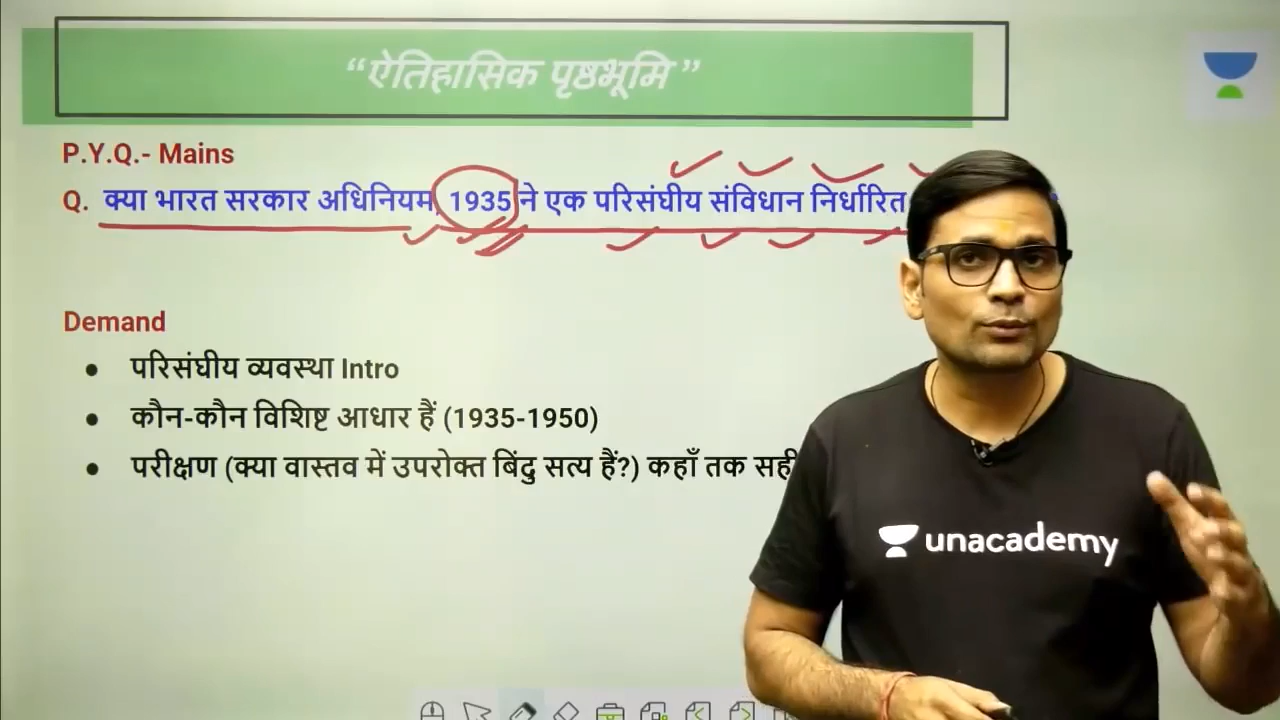 “ऐतिहासिक पृष्ठभूमि”
P.Y.Q.- Mains
Q. क्या भारत सरकार अधिनियम, 1935 ने एक परिसंघीय संविधान निर्धारित
Demand
● परिसंघीय व्यवस्था Intro
● कौन-कौन विशिष्ट आधार हैं (1935-1950)
● परीक्षण (क्या वास्तव में उपरोक्त बिंदु सत्य हैं?) कहाँ तक सही
unacademy